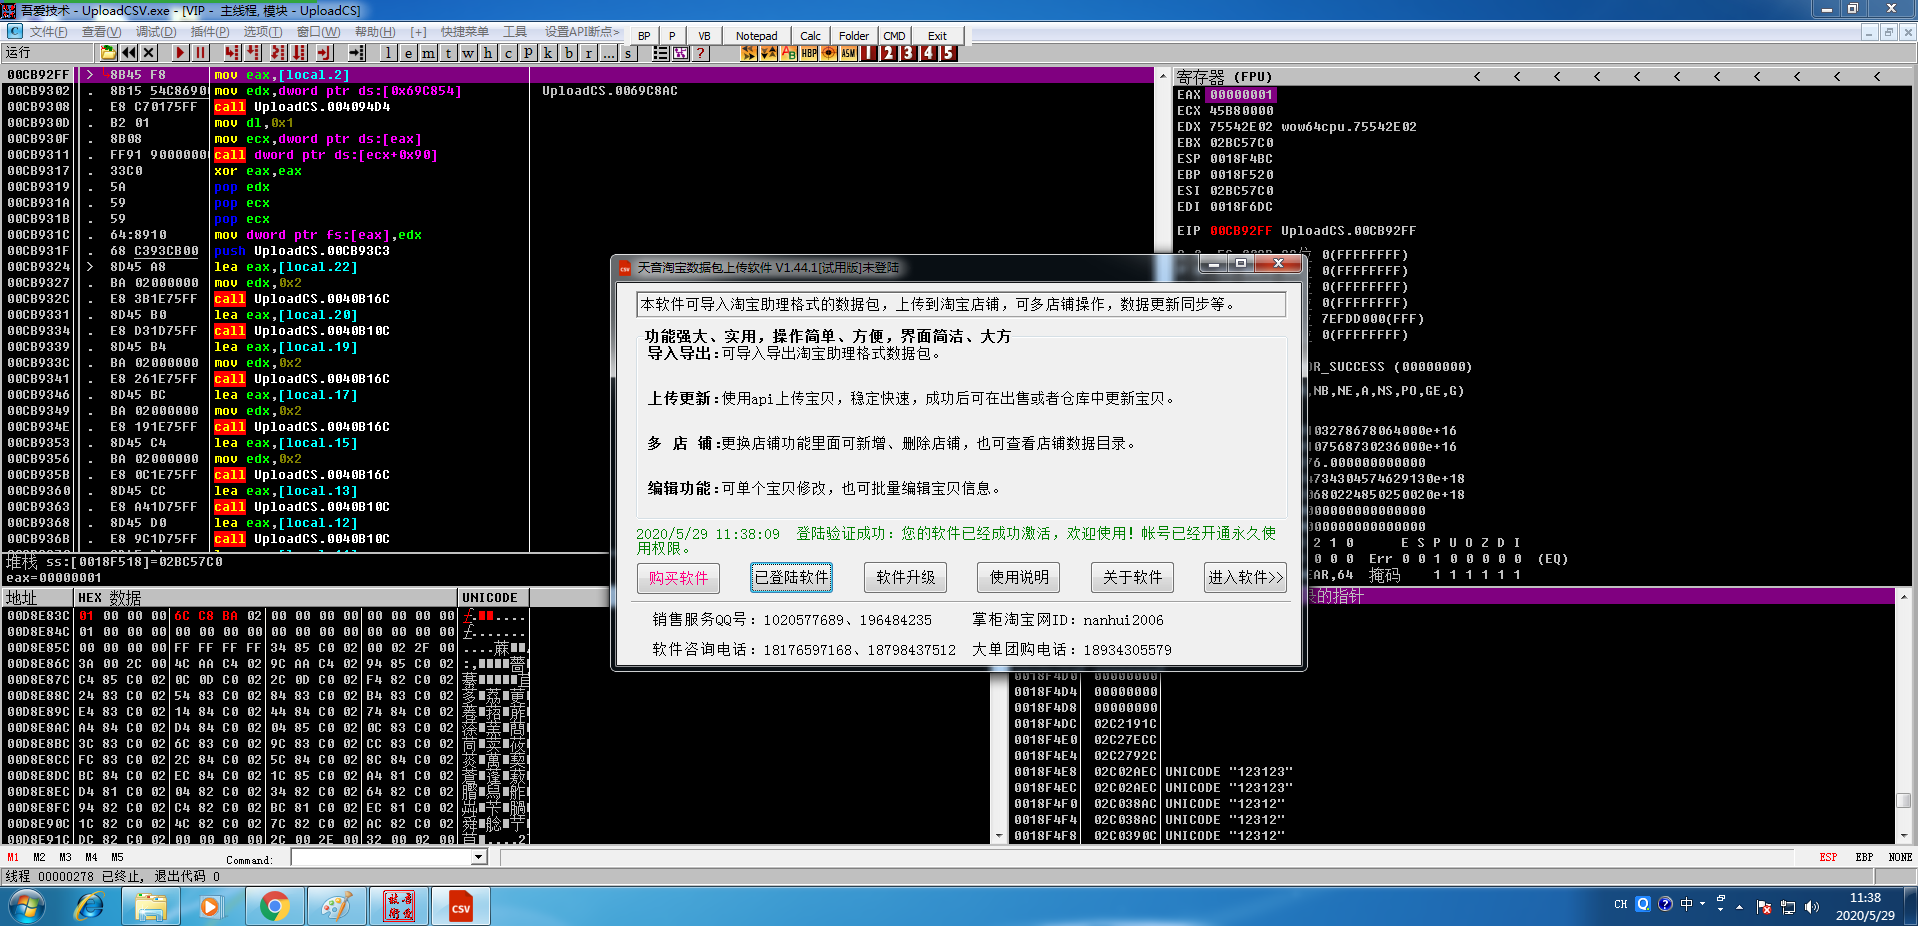 吾爱技术 - UploadCSV.exe - [VIP - 主线程, 模块 - UploadCS]
文件(F) 查看(V) 调试(D) 插件(P) 选项(T) 窗口(W) 帮助(H) [+] 快捷菜单 工具 设置API断点> BP P VB Notepad Calc Folder CMD Exit
运行 l e m t w h c p k b r ... s ? HBP ASM 1 2 3 4 5
00CB92FF > 8B45 F8 mov eax,[local.2]
00CB9302 . 8B15 54C86900 mov edx,dword ptr ds:[0x69C854] UploadCS.0069C8AC
00CB9308 . E8 C70175FF call UploadCS.004094D4
00CB930D . B2 01 mov dl,0x1
00CB930F . 8B08 mov ecx,dword ptr ds:[eax]
00CB9311 . FF91 9000000 call dword ptr ds:[ecx+0x90]
00CB9317 . 33C0 xor eax,eax
00CB9319 . 5A pop edx
00CB931A . 59 pop ecx
00CB931B . 59 pop ecx
00CB931C . 64:8910 mov dword ptr fs:[eax],edx
00CB931F . 68 C393CB00 push UploadCS.00CB93C3
00CB9324 > 8D45 A8 lea eax,[local.22]
00CB9327 . BA 02000000 mov edx,0x2
00CB932C . E8 3B1E75FF call UploadCS.0040B16C
00CB9331 . 8D45 B0 lea eax,[local.20]
00CB9334 . E8 D31D75FF call UploadCS.0040B10C
00CB9339 . 8D45 B4 lea eax,[local.19]
00CB933C . BA 02000000 mov edx,0x2
00CB9341 . E8 261E75FF call UploadCS.0040B16C
00CB9346 . 8D45 BC lea eax,[local.17]
00CB9349 . BA 02000000 mov edx,0x2
00CB934E . E8 191E75FF call UploadCS.0040B16C
00CB9353 . 8D45 C4 lea eax,[local.15]
00CB9356 . BA 02000000 mov edx,0x2
00CB935B . E8 0C1E75FF call UploadCS.0040B16C
00CB9360 . 8D45 CC lea eax,[local.13]
00CB9363 . E8 A41D75FF call UploadCS.0040B10C
00CB9368 . 8D45 D0 lea eax,[local.12]
00CB936B . E8 9C1D75FF call UploadCS.0040B10C
堆栈 ss:[0018F518]=02BC57C0
eax=00000001
寄存器 (FPU) < < < < < < < < < < <
EAX 00000001
ECX 45B80000
EDX 75542E02 wow64cpu.75542E02
EBX 02BC57C0
ESP 0018F4BC
EBP 0018F520
ESI 02BC57C0
EDI 0018F6DC
EIP 00CB92FF UploadCS.00CB92FF
0(FFFFFFFF)
0(FFFFFFFF)
0(FFFFFFFF)
0(FFFFFFFF)
7EFDD000(FFF)
0(FFFFFFFF)
OR_SUCCESS (00000000)
,NB,NE,A,NS,PO,GE,G)
103278678064000e+16
107568730236000e+16
76.000000000000
4734304574629130e+18
0680224850250020e+18
000000000000000
000000000000000
2 1 0 E S P U O Z D I
0 0 0 Err 0 0 1 0 0 0 0 0 (EQ)
EAR,64 掩码 1 1 1 1 1 1
天音淘宝数据包上传软件 V1.44.1[试用版]未登陆
本软件可导入淘宝助理格式的数据包，上传到淘宝店铺，可多店铺操作，数据更新同步等。
功能强大、实用，操作简单、方便，界面简洁、大方
导入导出:可导入导出淘宝助理格式数据包。
上传更新:使用api上传宝贝，稳定快速，成功后可在出售或者仓库中更新宝贝。
多 店 铺:更换店铺功能里面可新增、删除店铺，也可查看店铺数据目录。
编辑功能:可单个宝贝修改，也可批量编辑宝贝信息。
2020/5/29 11:38:09 登陆验证成功：您的软件已经成功激活，欢迎使用！帐号已经开通永久使
用权限。
购买软件 已登陆软件 软件升级 使用说明 关于软件 进入软件>>
销售服务QQ号：1020577689、196484235 掌柜淘宝网ID：nanhui2006
软件咨询电话：18176597168、18798437512 大单团购电话：18934305579
地址 HEX 数据 UNICODE
00D8E83C 01 00 00 00 6C C8 BA 02 00 00 00 00 00 00 00 00
00D8E84C 01 00 00 00 00 00 00 00 00 00 00 00 00 00 00 00
00D8E85C 00 00 00 00 FF FF FF FF 34 85 C0 02 00 02 2F 00
00D8E86C 3A 00 2C 00 4C AA C4 02 9C AA C4 02 94 85 C0 02
00D8E87C C4 85 C0 02 0C 0D C0 02 2C 0D C0 02 F4 82 C0 02
00D8E88C 24 83 C0 02 54 83 C0 02 84 83 C0 02 B4 83 C0 02
00D8E89C E4 83 C0 02 14 84 C0 02 44 84 C0 02 74 84 C0 02
00D8E8AC A4 84 C0 02 D4 84 C0 02 04 85 C0 02 0C 83 C0 02
00D8E8BC 3C 83 C0 02 6C 83 C0 02 9C 83 C0 02 CC 83 C0 02
00D8E8CC FC 83 C0 02 2C 84 C0 02 5C 84 C0 02 8C 84 C0 02
00D8E8DC BC 84 C0 02 EC 84 C0 02 1C 85 C0 02 A4 81 C0 02
00D8E8EC D4 81 C0 02 04 82 C0 02 34 82 C0 02 64 82 C0 02
00D8E8FC 94 82 C0 02 C4 82 C0 02 BC 81 C0 02 EC 81 C0 02
00D8E90C 1C 82 C0 02 4C 82 C0 02 7C 82 C0 02 AC 82 C0 02
00D8E91C DC 82 C0 02 00 00 00 00 2C 00 2E 00 32 00 02 00
的指针
0018F4D0 00000000
0018F4D4 00000000
0018F4D8 00000000
0018F4DC 02C2191C
0018F4E0 02C27ECC
0018F4E4 02C2792C
0018F4E8 02C02AEC UNICODE "123123"
0018F4EC 02C02AEC UNICODE "123123"
0018F4F0 02C038AC UNICODE "12312"
0018F4F4 02C038AC UNICODE "12312"
0018F4F8 02C0390C UNICODE "12312"
M1 M2 M3 M4 M5 Command: ESP EBP NONE
线程 00000278 已终止, 退出代码 0
CSV
CH 中 11:38
2020/5/29